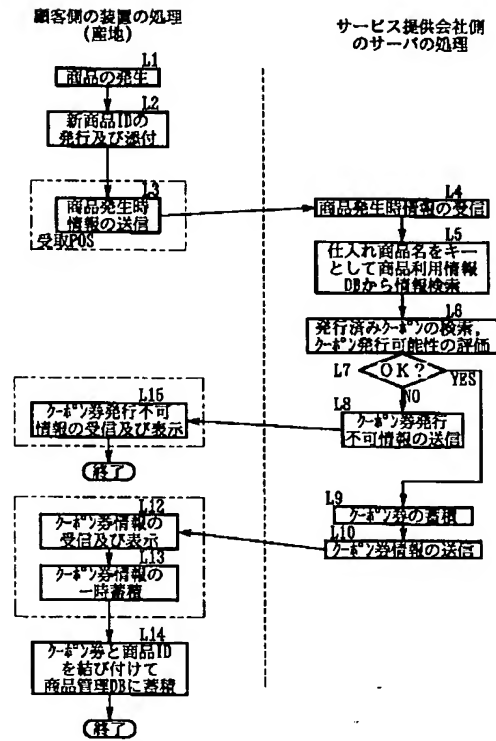 顧客側の装置の処理
(産地)
サービス提供会社側
のサーバの処理
L1
商品の発生
L2
新商品IDの
発行及び添付
L3
商品発生時
情報の送信
受取POS
L4
商品発生時情報の受信
L5
仕入れ商品名をキー
として商品利用情報
DBから情報検索
L6
発行済みクーポンの検索,
クーポン発行可能性の評価
L7
OK?
YES
NO
L8
クーポン券発行
不可情報の送信
L15
クーポン券発行不可
情報の受信及び表示
終了
L9
クーポン券の蓄積
L10
クーポン券情報の送信
L12
クーポン券情報の
受信及び表示
L13
クーポン券情報の
一時蓄積
L14
クーポン券と商品ID
を結び付けて
商品管理DBに蓄積
終了